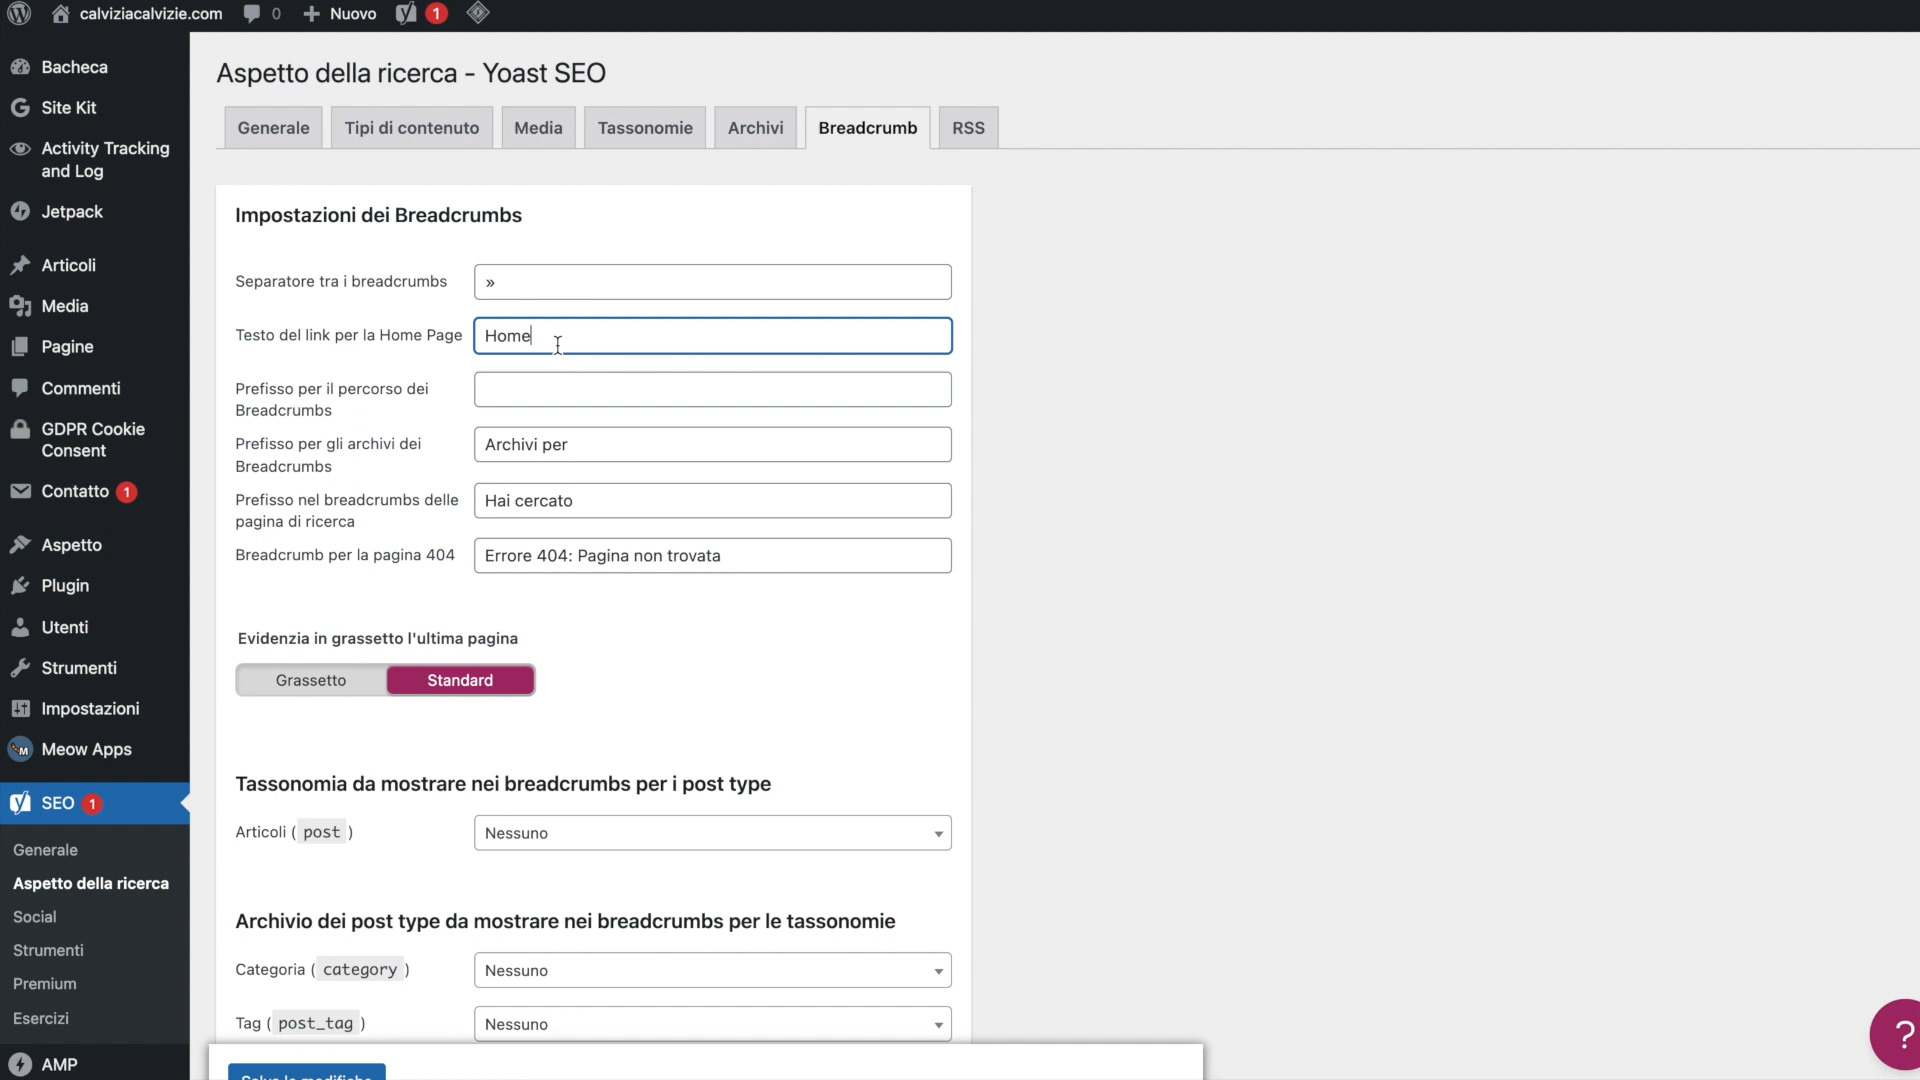 calviziacalvizie.com
0
Nuovo
1
Bacheca
Site Kit
Activity Tracking
and Log
Jetpack
Articoli
Media
Pagine
Commenti
GDPR Cookie
Consent
Contatto 1
Aspetto
Plugin
Utenti
Strumenti
Impostazioni
Meow Apps
SEO 1
Generale
Aspetto della ricerca
Social
Strumenti
Premium
Esercizi
AMP
Aspetto della ricerca - Yoast SEO
Generale
Tipi di contenuto
Media
Tassonomie
Archivi
Breadcrumb
RSS
Impostazioni dei Breadcrumbs
Separatore tra i breadcrumbs
»
Testo del link per la Home Page
Home
Prefisso per il percorso dei
Breadcrumbs
Prefisso per gli archivi dei
Breadcrumbs
Archivi per
Prefisso nel breadcrumbs delle
pagina di ricerca
Hai cercato
Breadcrumb per la pagina 404
Errore 404: Pagina non trovata
Evidenzia in grassetto l'ultima pagina
Grassetto
Standard
Tassonomia da mostrare nei breadcrumbs per i post type
Articoli ( post )
Nessuno
Archivio dei post type da mostrare nei breadcrumbs per le tassonomie
Categoria ( category )
Nessuno
Tag ( post_tag )
Nessuno
Salva le modifiche
?